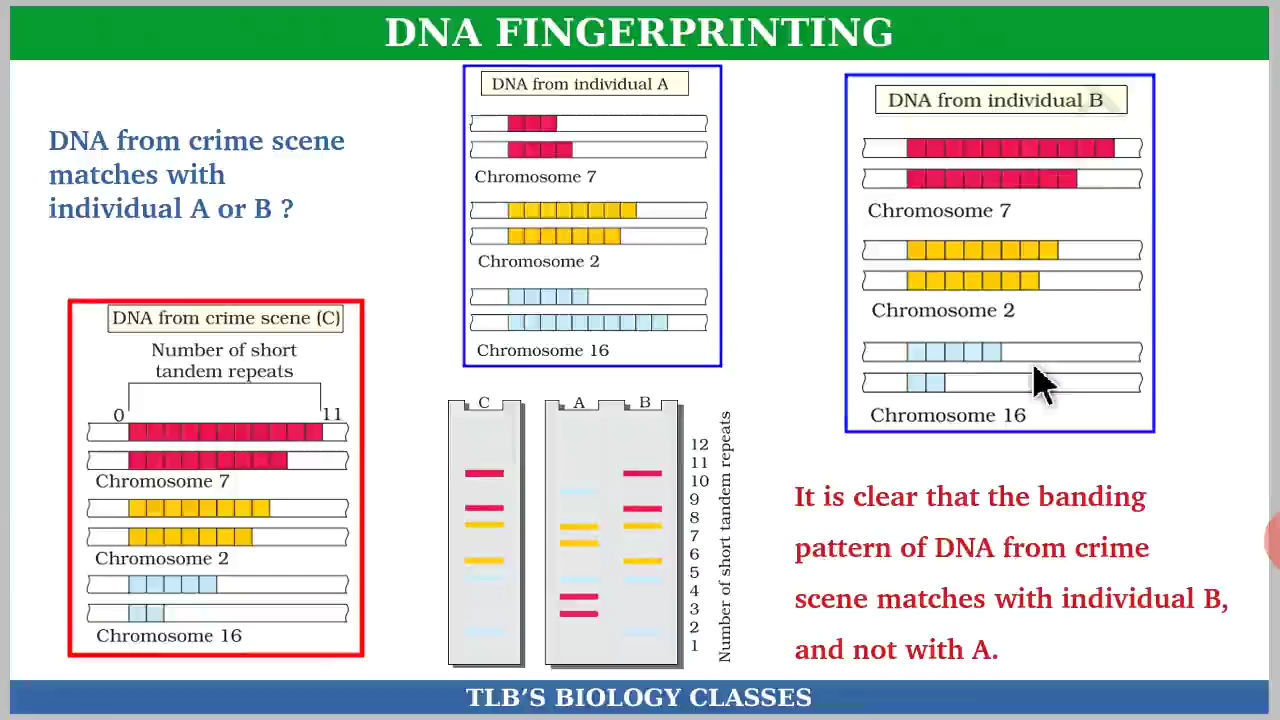 DNA FINGERPRINTING
DNA from crime scene
matches with
individual A or B ?
DNA from individual A
Chromosome 7
Chromosome 2
Chromosome 16
DNA from individual B
Chromosome 7
Chromosome 2
Chromosome 16
DNA from crime scene (C)
Number of short
tandem repeats
0
11
Chromosome 7
Chromosome 2
Chromosome 16
C
A
B
12
11
10
9
8
7
6
5
4
3
2
1
Number of short tandem repeats
It is clear that the banding
pattern of DNA from crime
scene matches with individual B,
and not with A.
TLB'S BIOLOGY CLASSES